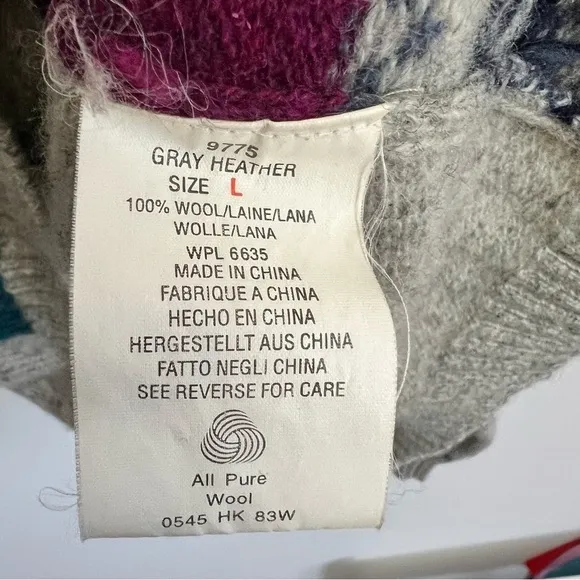 9775
GRAY HEATHER
SIZE L
100% WOOL/LAINE/LANA
WOLLE/LANA
WPL 6635
MADE IN CHINA
FABRIQUE A CHINA
HECHO EN CHINA
HERGESTELLT AUS CHINA
FATTO NEGLI CHINA
SEE REVERSE FOR CARE
All Pure
Wool
0545 HK 83W